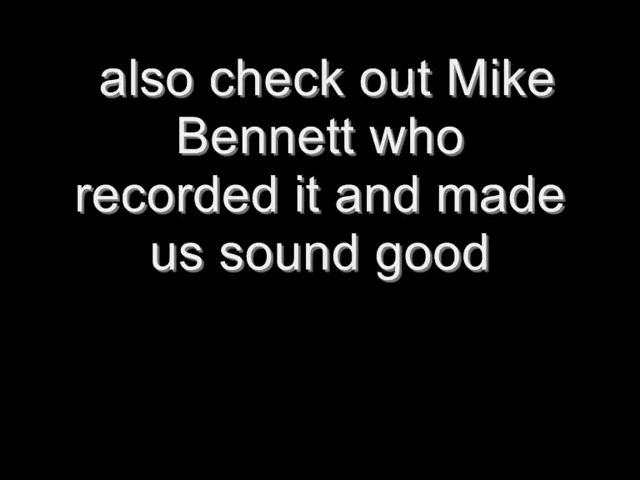 also check out Mike
Bennett who
recorded it and made
us sound good